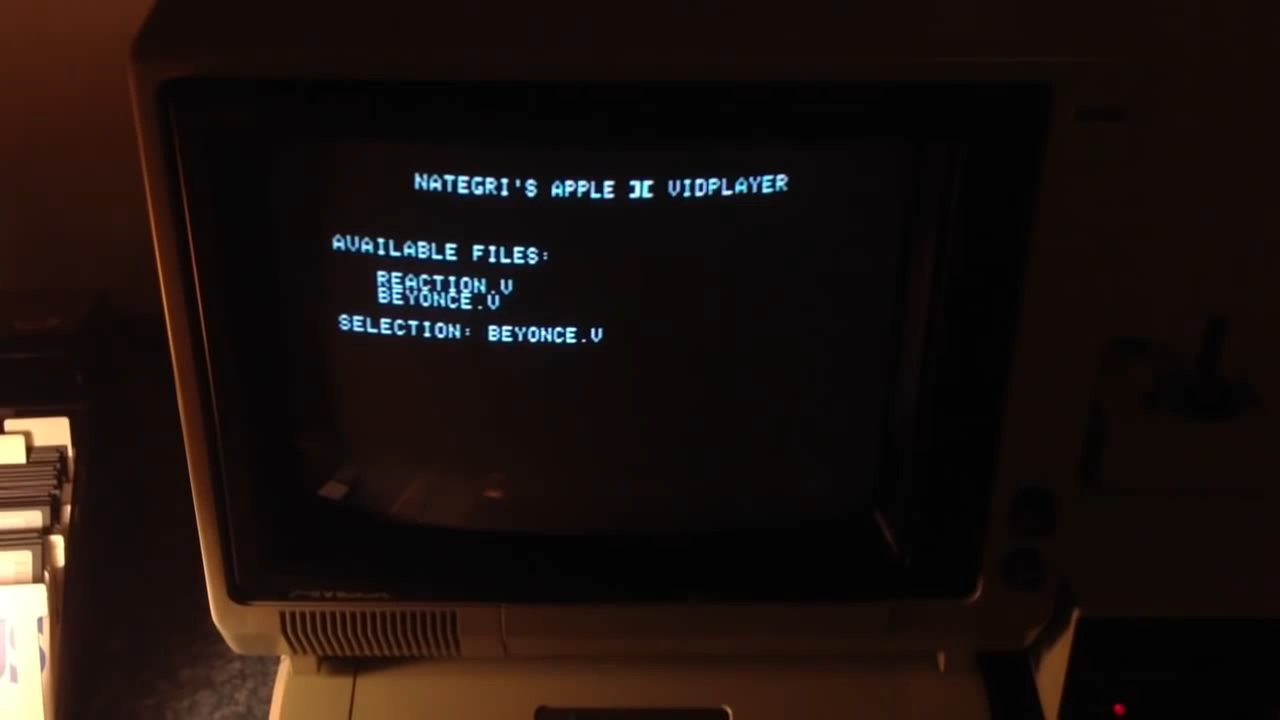 NATEGRI'S APPLE ][ VIDPLAYER
AVAILABLE FILES:
REACTION.V
BEYONCE.V
SELECTION: BEYONCE.V